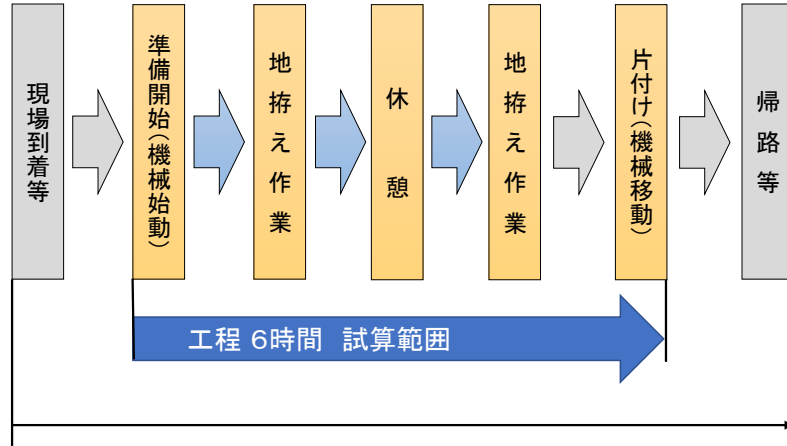 現場到着等
準備開始(機械始動)
地拵え作業
休憩
地拵え作業
片付け(機械移動)
帰路等
工程 6時間 試算範囲